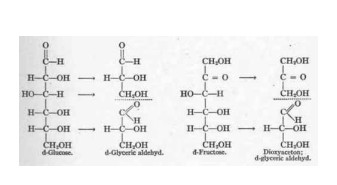 O O
C—H C—H CH₂OH CH₂OH
H—C—OH → H—C—OH C = O → C = O
HO—C—H → CH₂OH HO—C—H CH₂OH
O O
C C
H—C—OH H H—C—OH H
H—C—OH H—C—OH H—C—OH H—C—OH
CH₂OH CH₂OH CH₂OH CH₂OH
d-Glucose. d-Glyceric aldehyd. d-Fructose. Dioxyaceton;
d-glyceric aldehyd.